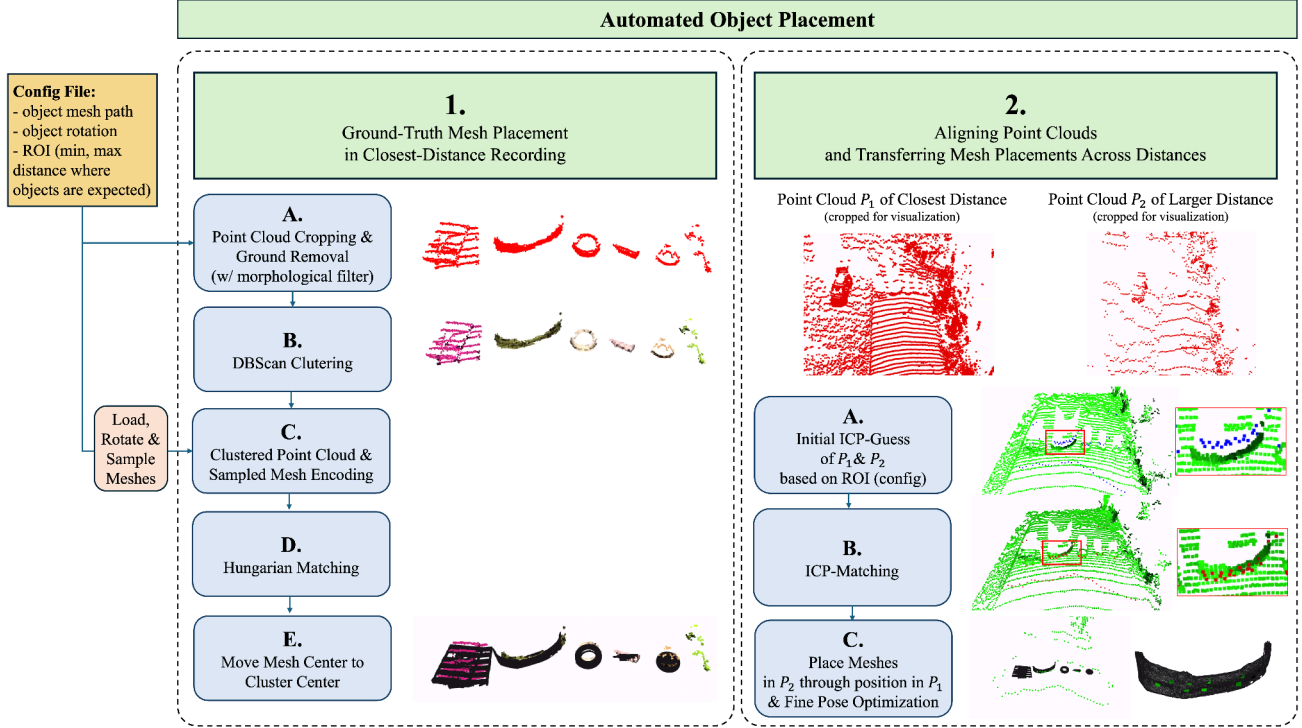 Automated Object Placement
Config File:
- object mesh path
- object rotation
- ROI (min, max
distance where
objects are expected)
Load,
Rotate &
Sample
Meshes
1.
Ground-Truth Mesh Placement
in Closest-Distance Recording
A.
Point Cloud Cropping &
Ground Removal
(w/ morphological filter)
B.
DBScan Clutering
C.
Clustered Point Cloud &
Sampled Mesh Encoding
D.
Hungarian Matching
E.
Move Mesh Center to
Cluster Center
2.
Aligning Point Clouds
and Transferring Mesh Placements Across Distances
Point Cloud P₁ of Closest Distance
(cropped for visualization)
Point Cloud P₂ of Larger Distance
(cropped for visualization)
A.
Initial ICP-Guess
of P₁& P₂
based on ROI (config)
B.
ICP-Matching
C.
Place Meshes
in P₂ through position in P₁
& Fine Pose Optimization